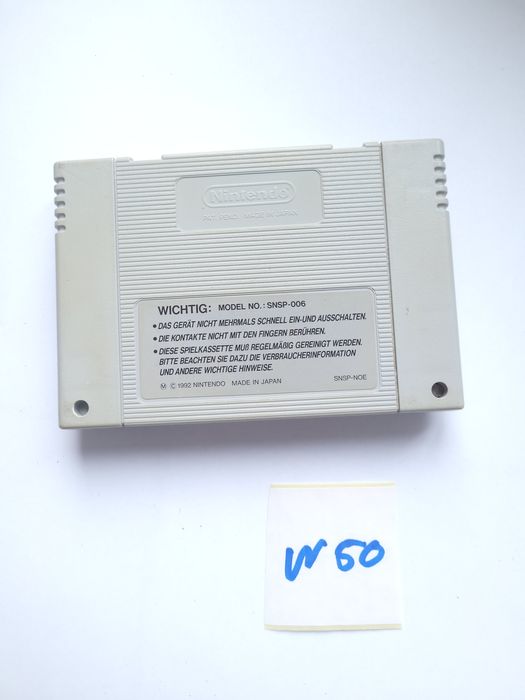 Nintendo
PAT. PEND. MADE IN JAPAN
WICHTIG: MODEL NO.: SNSP-006
• DAS GERÄT NICHT MEHRMALS SCHNELL EIN-UND AUSSCHALTEN.
• DIE KONTAKTE NICHT MIT DEN FINGERN BERÜHREN.
• DIESE SPIELKASSETTE MUß REGELMÄßIG GEREINIGT WERDEN.
BITTE BEACHTEN SIE DAZU DIE VERBRAUCHERINFORMATION
UND ANDERE WICHTIGE HINWEISE.
Ⓜ © 1992 NINTENDO MADE IN JAPAN SNSP-NOE
W 50